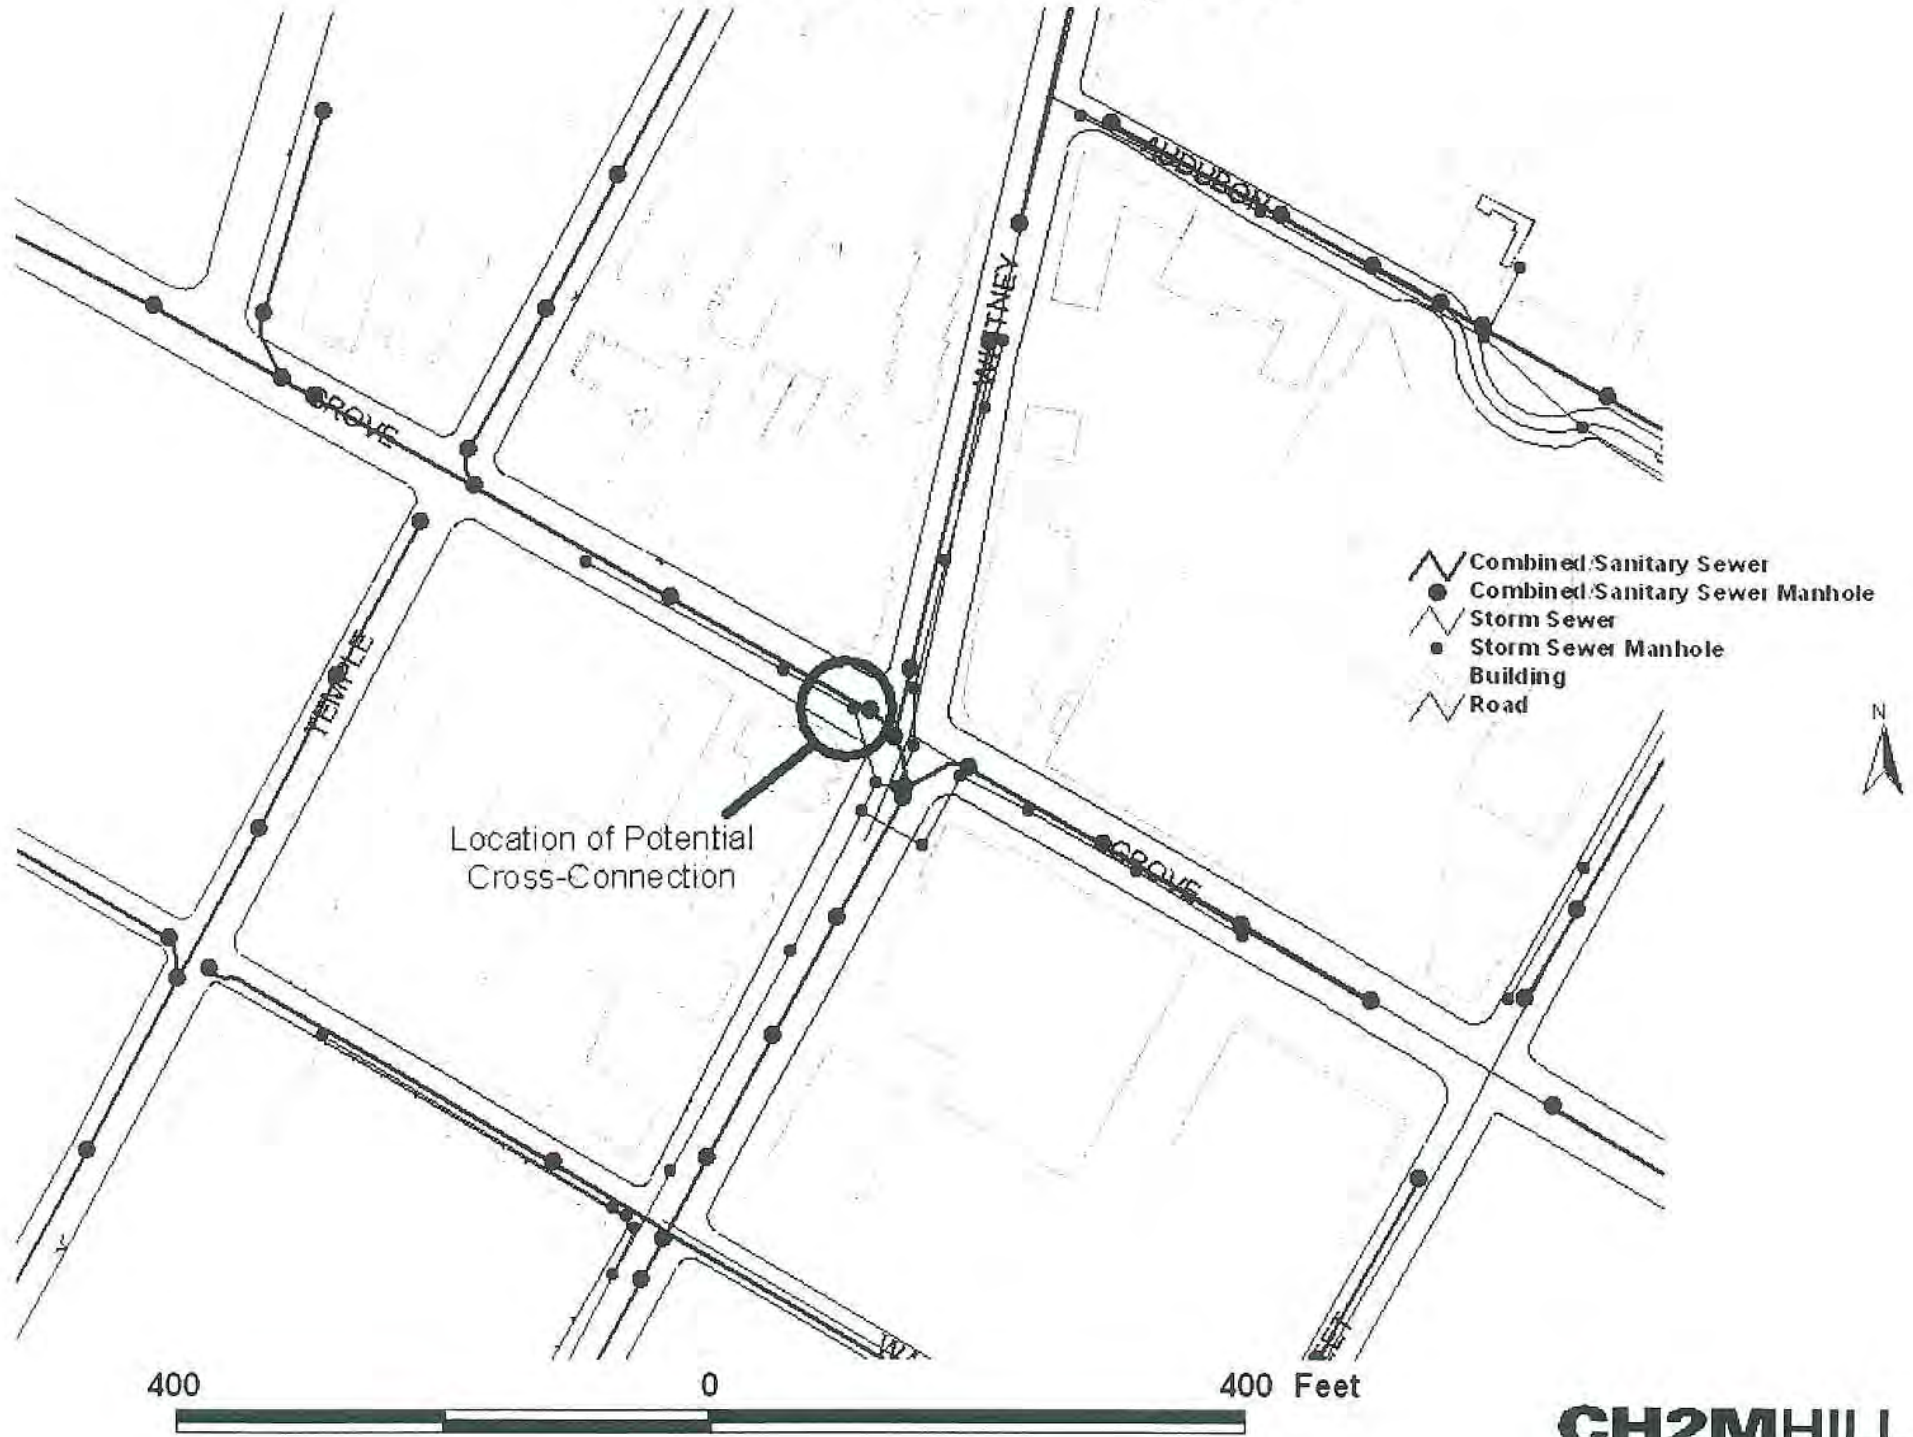 AUDUBON
WHITNEY
GROVE
Combined/Sanitary Sewer
Combined/Sanitary Sewer Manhole
Storm Sewer
Storm Sewer Manhole
Building
Road
N
TEMPLE
Location of Potential
Cross-Connection
GROVE
400 0 400 Feet
CH2MHILL